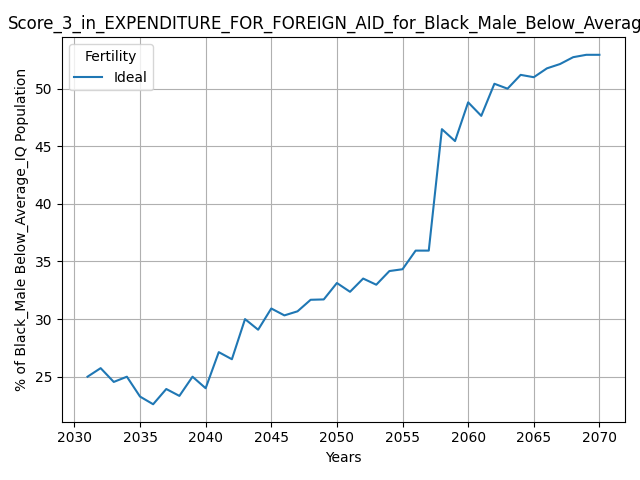 Score_3_in_EXPENDITURE_FOR_FOREIGN_AID_for_Black_Male_Below_Averag
Fertility
Ideal
% of Black_Male Below_Average_IQ Population
50
45
40
35
30
25
2030 2035 2040 2045 2050 2055 2060 2065 2070
Years